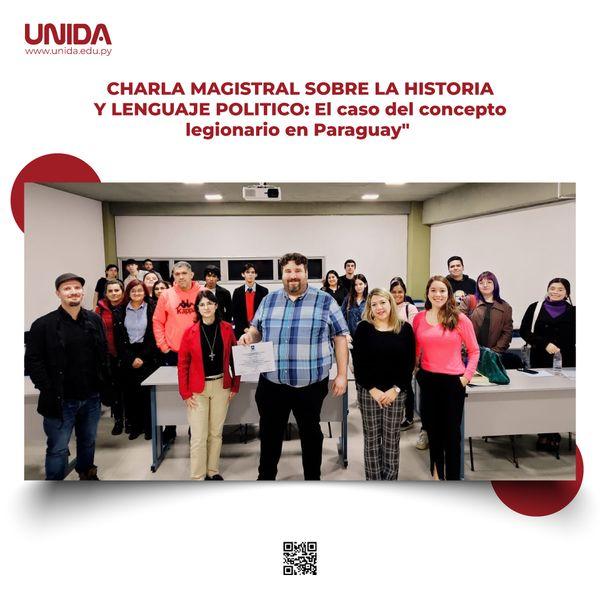 UNIDA
www.unida.edu.py
CHARLA MAGISTRAL SOBRE LA HISTORIA
Y LENGUAJE POLITICO: El caso del concepto
legionario en Paraguay"
Kappa